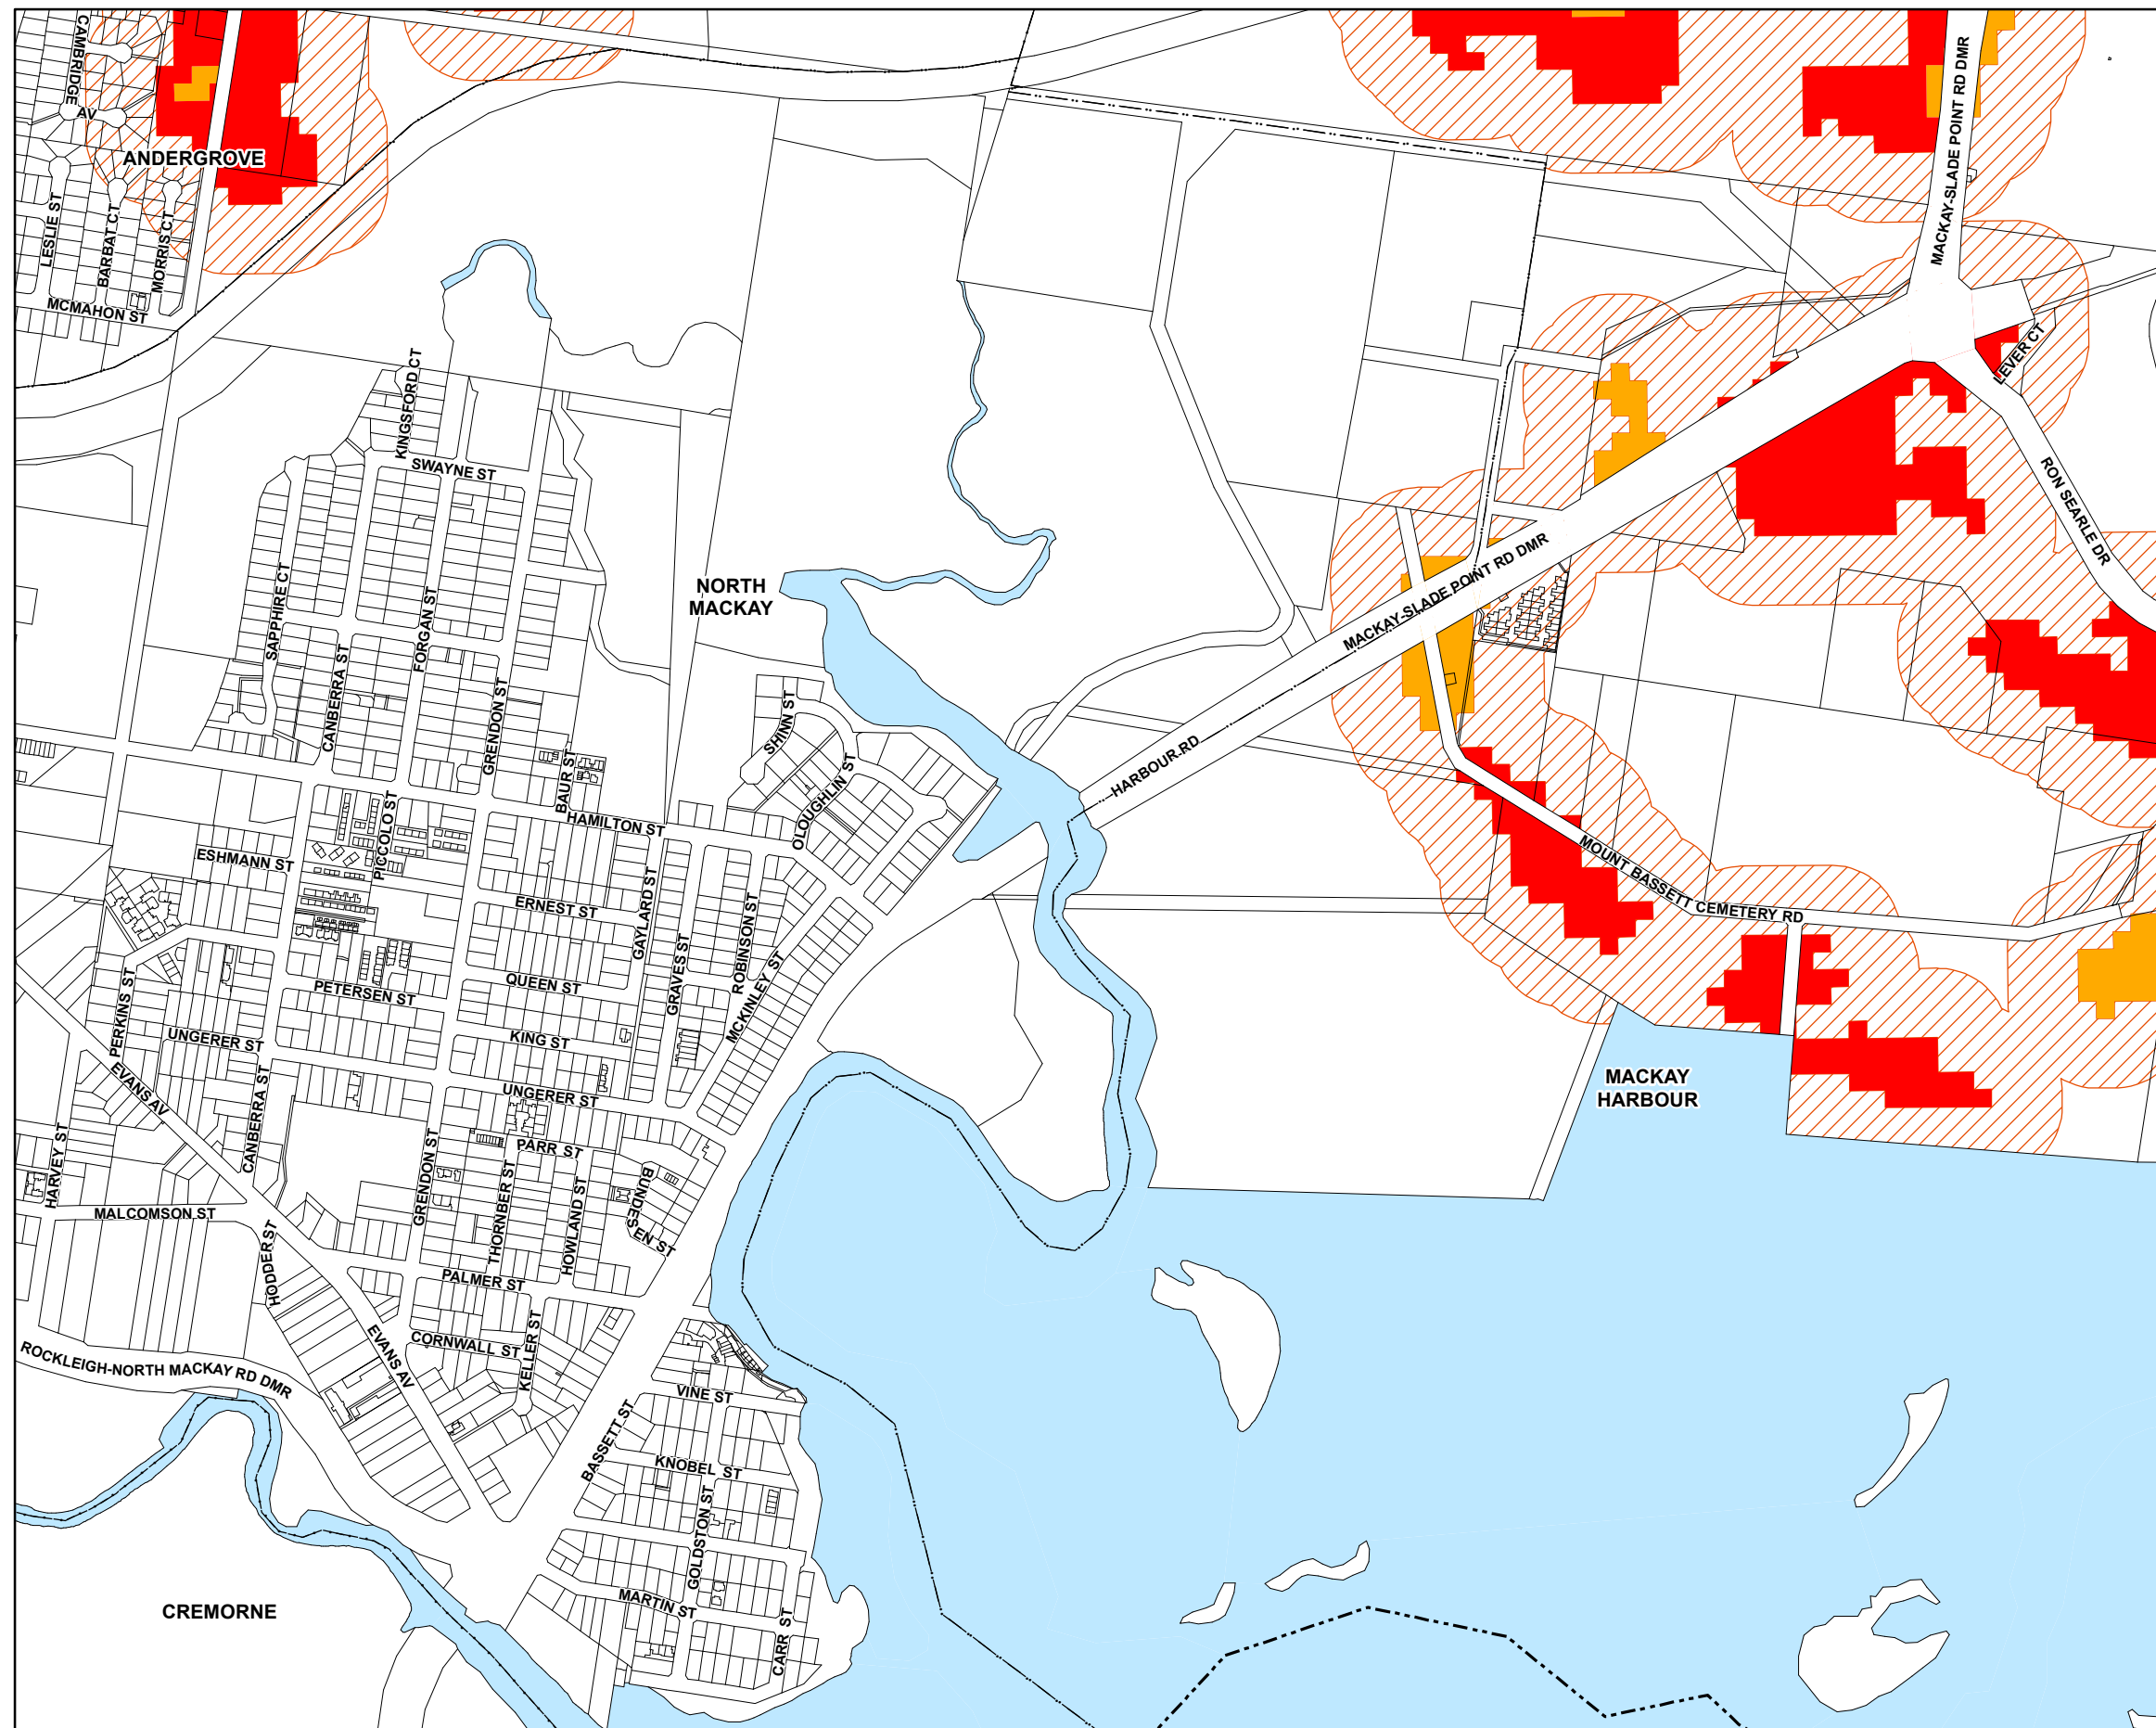 CAMBRIDGE
AV
ANDERGROVE
LESLIE ST
BARBAT CT
MORRIS CT
MCMAHON ST
MACKAY-SLADE POINT RD DMR
LEVER CT
RON SEARLE DR
KINGSFORD CT
SWAYNE ST
SAPPHIRE CT
FORGAN ST
CANBERRA ST
GRENDON ST
NORTH
MACKAY
MACKAY-SLADE POINT RD DMR
HARBOUR RD
SHINN ST
OLOUGHLIN ST
BAUR ST
PICCOLO ST
HAMILTON ST
ESHMANN ST
ERNEST ST
GAYLARD ST
ROBINSON ST
GRAVES ST
MCKINLEY ST
MOUNT BASSETT CEMETERY RD
PERKINS ST
PETERSEN ST
QUEEN ST
KING ST
UNGERER ST
UNGERER ST
EVANS AV
CANBERRA ST
MACKAY
HARBOUR
HARVEY ST
PARR ST
GRENDON ST
THORNBER ST
HOWLAND ST
BUNDES
EN ST
MALCOMSON ST
HODDER ST
PALMER ST
CORNWALL ST
KELLER ST
EVANS AV
ROCKLEIGH-NORTH MACKAY RD DMR
VINE ST
BASSETT ST
KNOBEL ST
GOLDSTON ST
MARTIN ST
CARR ST
CREMORNE